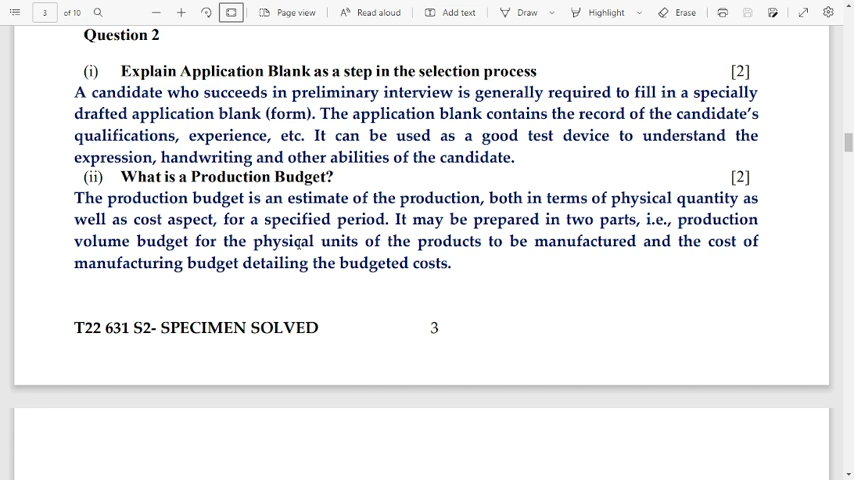 3 of 10 Page view Read aloud Add text Draw Highlight Erase
Question 2
(i) Explain Application Blank as a step in the selection process [2]
A candidate who succeeds in preliminary interview is generally required to fill in a specially
drafted application blank (form). The application blank contains the record of the candidate's
qualifications, experience, etc. It can be used as a good test device to understand the
expression, handwriting and other abilities of the candidate.
(ii) What is a Production Budget? [2]
The production budget is an estimate of the production, both in terms of physical quantity as
well as cost aspect, for a specified period. It may be prepared in two parts, i.e., production
volume budget for the physical units of the products to be manufactured and the cost of
manufacturing budget detailing the budgeted costs.
T22 631 S2- SPECIMEN SOLVED 3